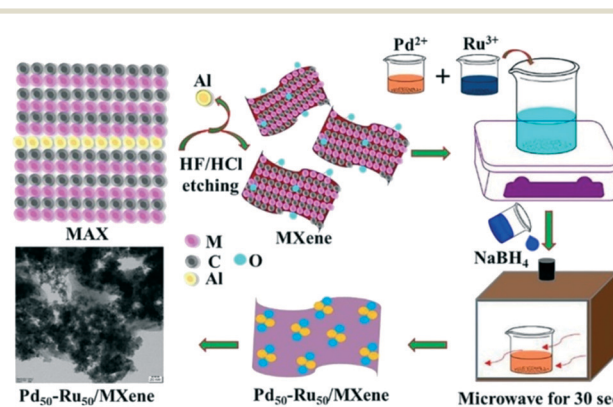 Pd²⁺
+
Ru³⁺
Al
HF/HCl
etching
MAX
MXene
M
C
O
Al
NaBH₄
Pd₅₀-Ru₅₀/MXene
Pd₅₀-Ru₅₀/MXene
Microwave for 30 se